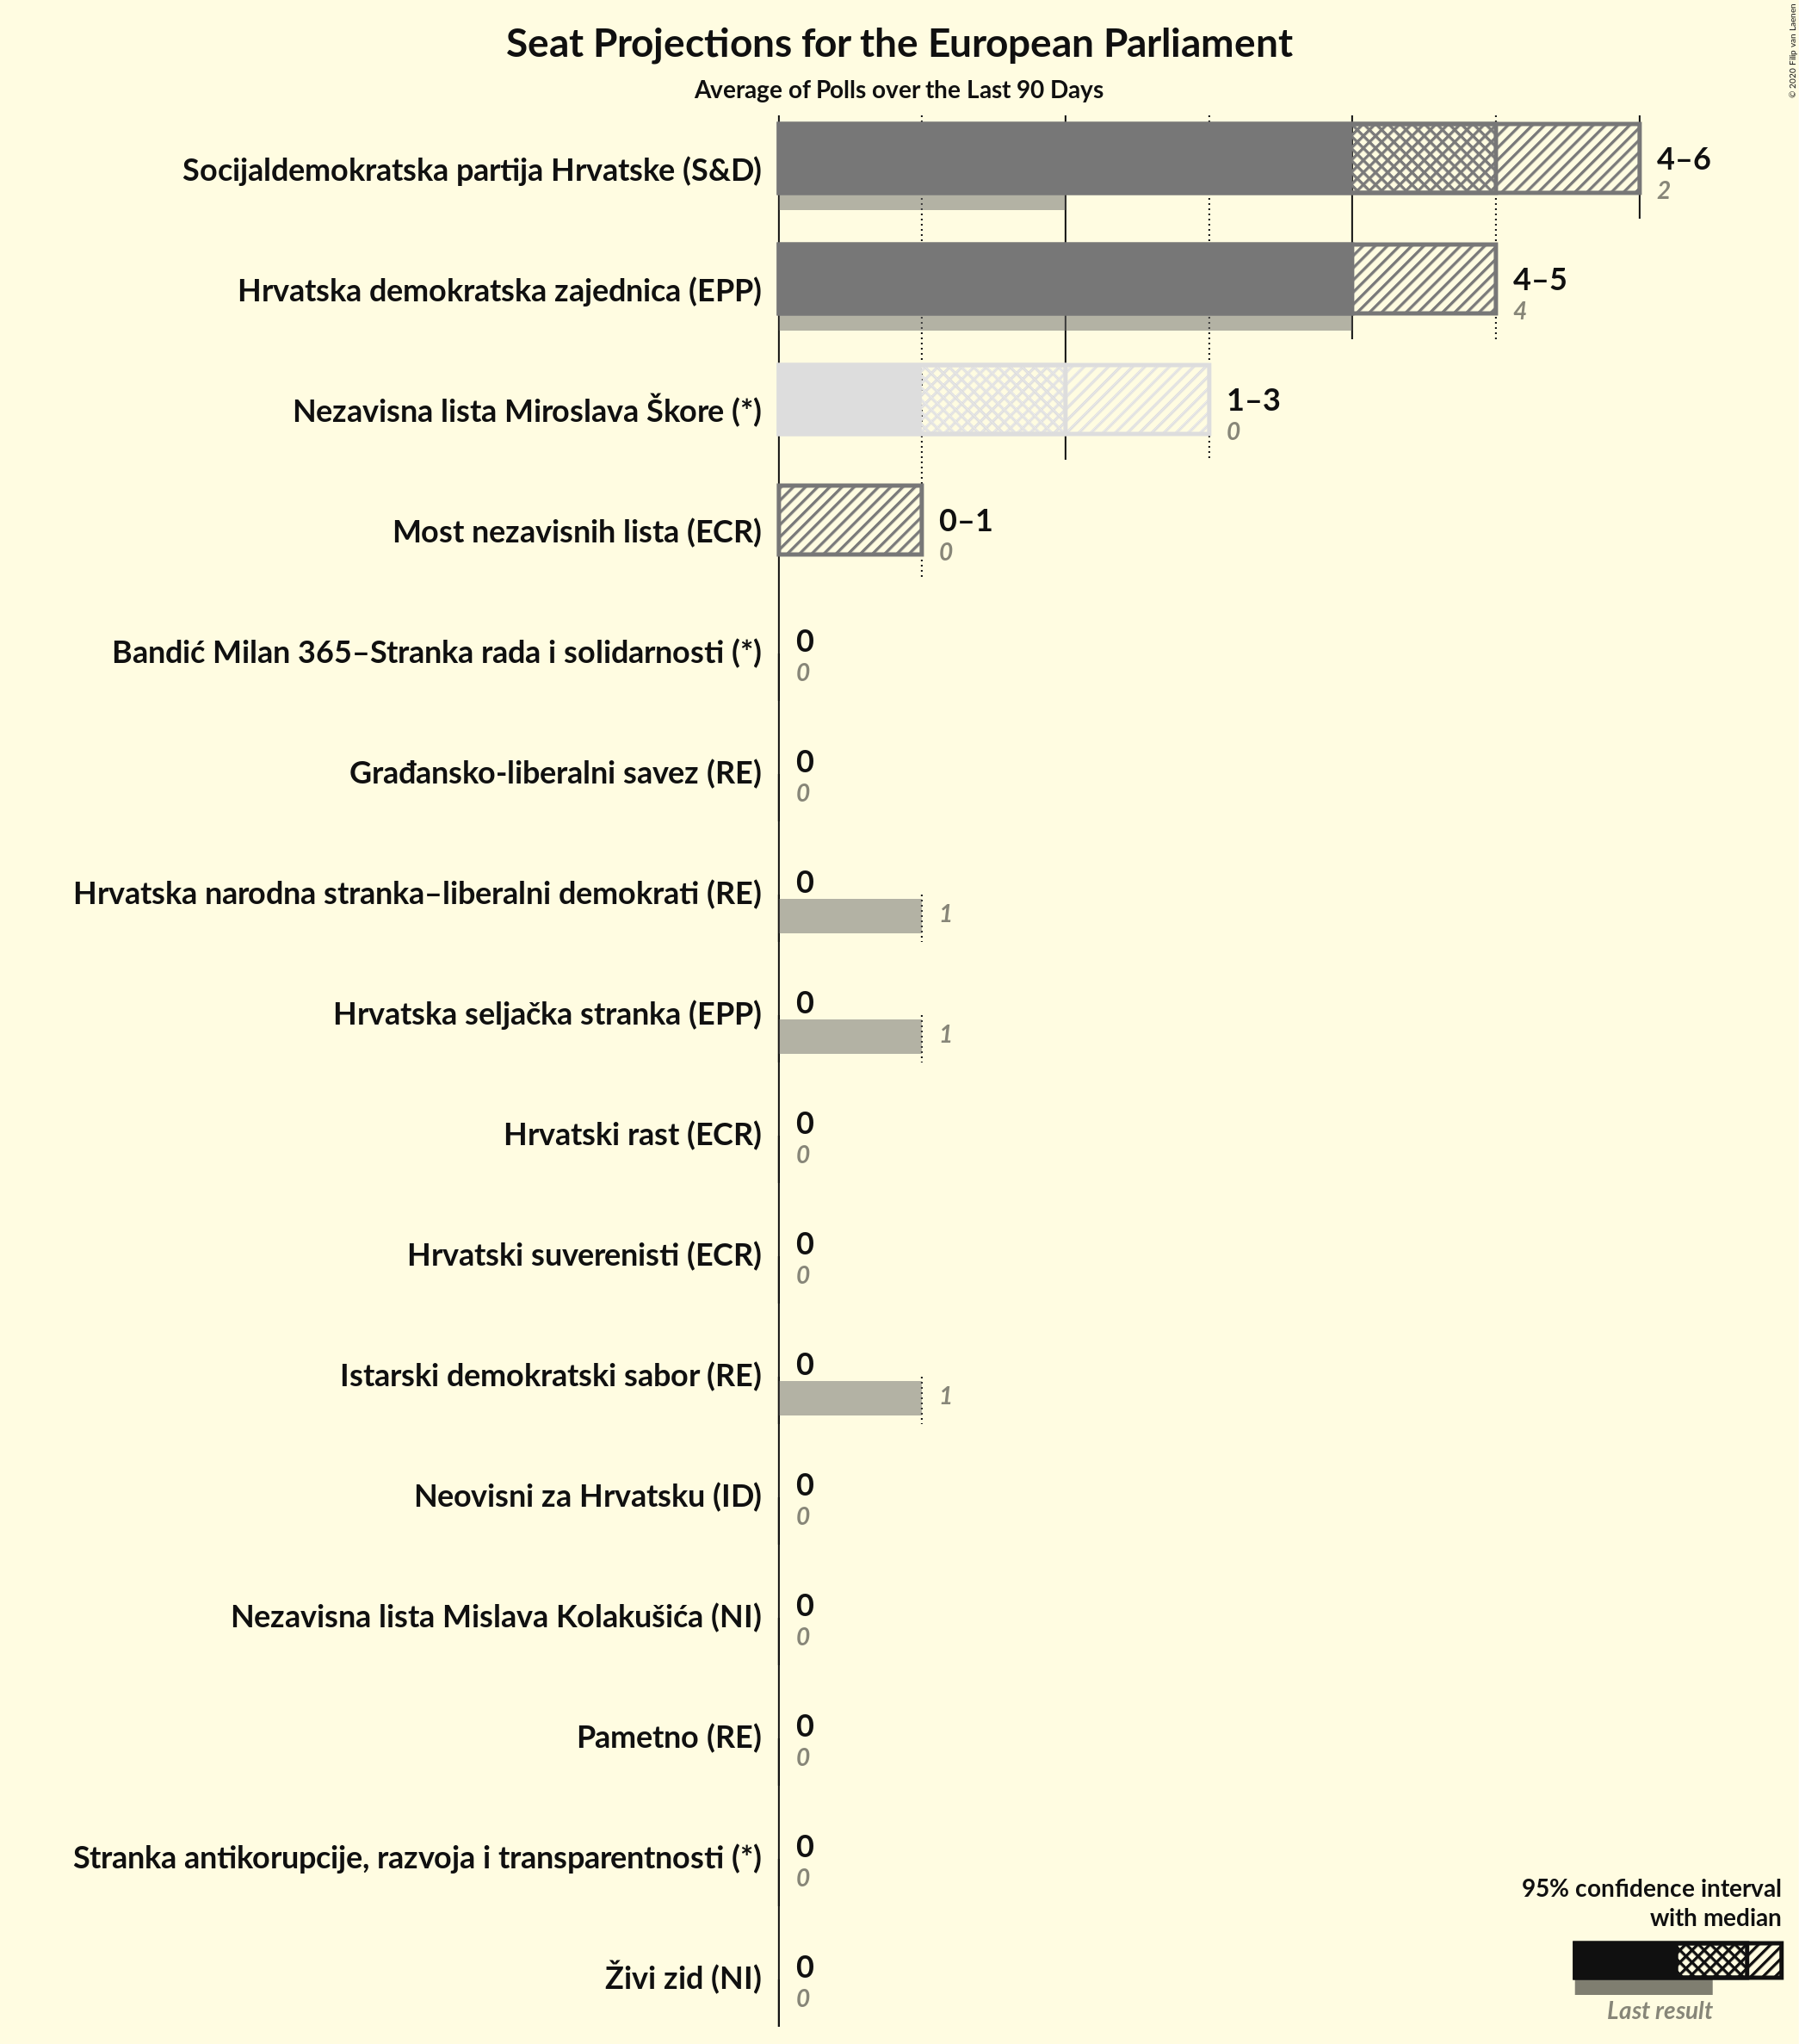 Seat Projections for the European Parliament
Average of Polls over the Last 90 Days
© 2020 Filip van Laenen
Socijaldemokratska partija Hrvatske (S&D)
4–6
2
Hrvatska demokratska zajednica (EPP)
4–5
4
Nezavisna lista Miroslava Škore (*)
1–3
0
Most nezavisnih lista (ECR)
0–1
0
Bandić Milan 365–Stranka rada i solidarnosti (*)
0
0
Građansko-liberalni savez (RE)
0
0
Hrvatska narodna stranka–liberalni demokrati (RE)
0
1
Hrvatska seljačka stranka (EPP)
0
1
Hrvatski rast (ECR)
0
0
Hrvatski suverenisti (ECR)
0
0
Istarski demokratski sabor (RE)
0
1
Neovisni za Hrvatsku (ID)
0
0
Nezavisna lista Mislava Kolakušića (NI)
0
0
Pametno (RE)
0
0
Stranka antikorupcije, razvoja i transparentnosti (*)
0
0
Živi zid (NI)
0
0
95% confidence interval
with median
Last result